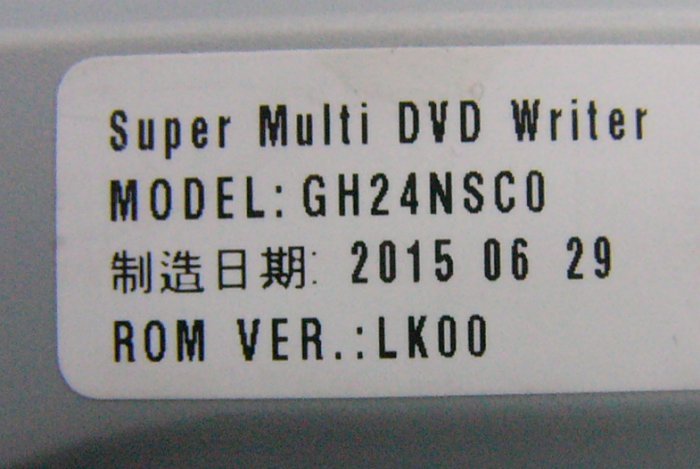 Super Multi DVD Writer
MODEL:GH24NSC0
制造日期: 2015 06 29
ROM VER.:LK00